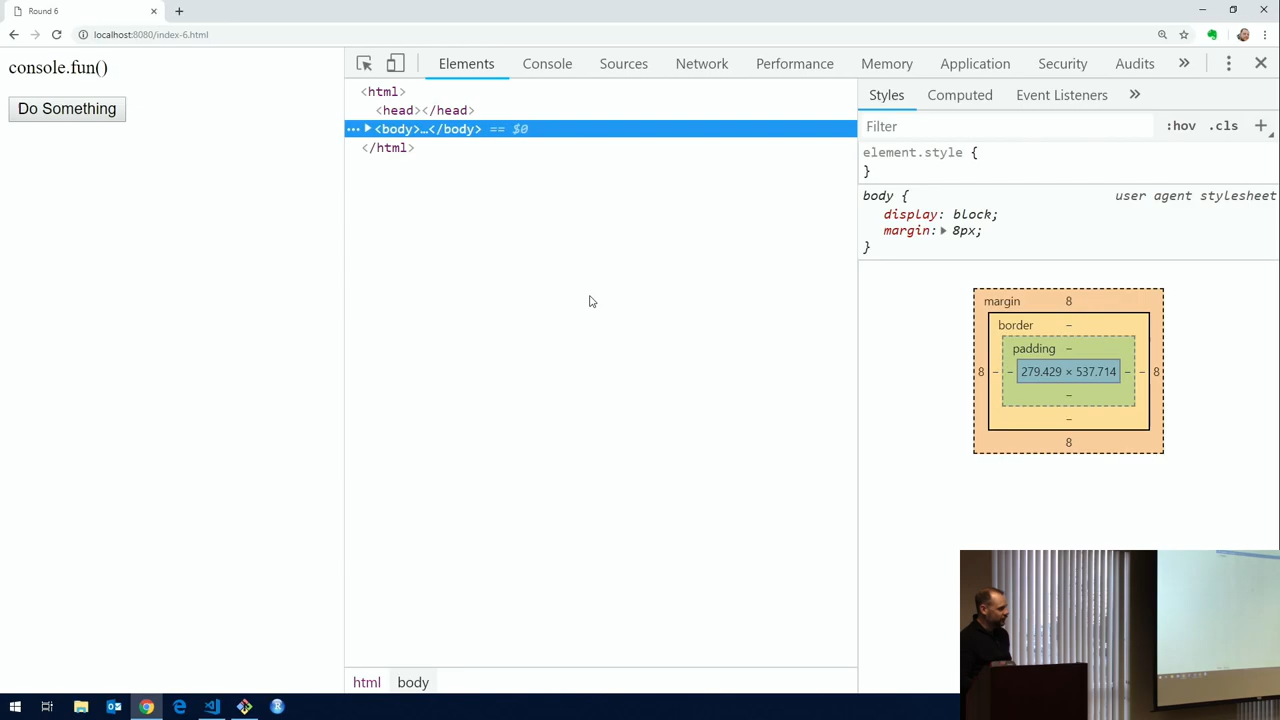 Round 6
localhost:8080/index-6.html
console.fun()
Do Something
Elements Console Sources Network Performance Memory Application Security Audits »
<html>
<head></head>
<body>…</body> == $0
</html>
html body
Styles Computed Event Listeners »
Filter :hov .cls +
element.style {
}
body { user agent stylesheet
display: block;
margin: 8px;
}
margin 8
border –
padding –
8 – – 279.429 × 537.714 – – 8
–
–
8